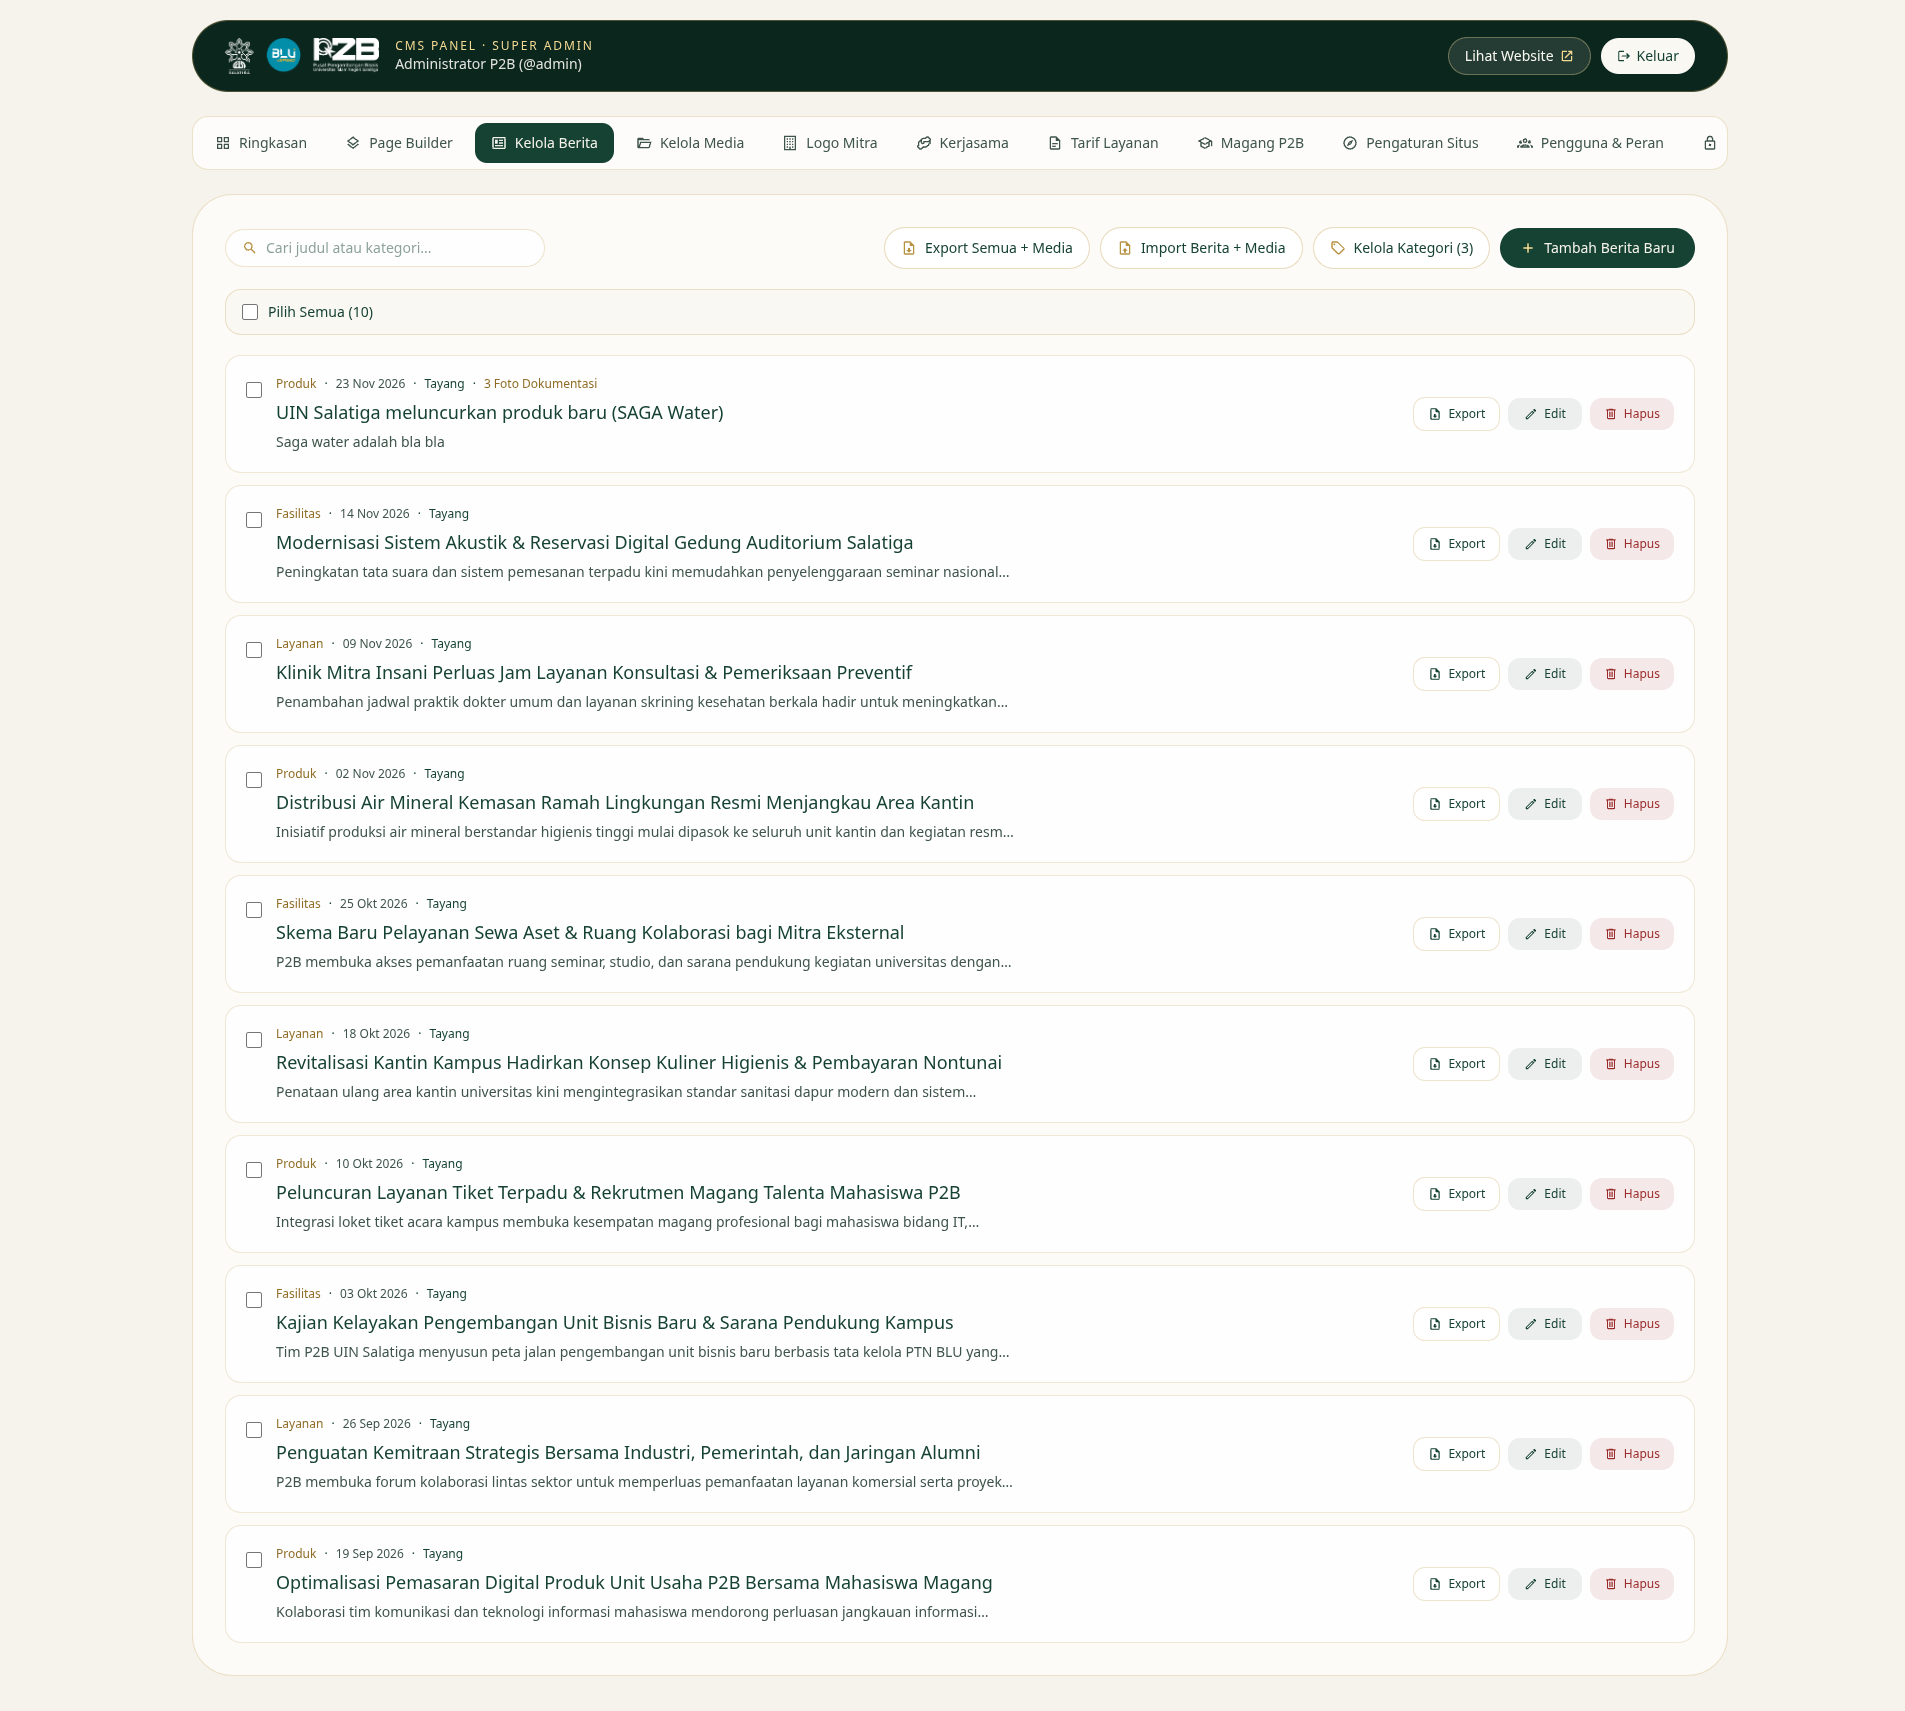 BLU
P2B
CMS PANEL · SUPER ADMIN
Administrator P2B (@admin)
Lihat Website
Keluar
Ringkasan
Page Builder
Kelola Berita
Kelola Media
Logo Mitra
Kerjasama
Tarif Layanan
Magang P2B
Pengaturan Situs
Pengguna & Peran
Cari judul atau kategori...
Export Semua + Media
Import Berita + Media
Kelola Kategori (3)
Tambah Berita Baru
Pilih Semua (10)
Produk · 23 Nov 2026 · Tayang · 3 Foto Dokumentasi
UIN Salatiga meluncurkan produk baru (SAGA Water)
Saga water adalah bla bla
Export Edit Hapus
Fasilitas · 14 Nov 2026 · Tayang
Modernisasi Sistem Akustik & Reservasi Digital Gedung Auditorium Salatiga
Peningkatan tata suara dan sistem pemesanan terpadu kini memudahkan penyelenggaraan seminar nasional...
Export Edit Hapus
Layanan · 09 Nov 2026 · Tayang
Klinik Mitra Insani Perluas Jam Layanan Konsultasi & Pemeriksaan Preventif
Penambahan jadwal praktik dokter umum dan layanan skrining kesehatan berkala hadir untuk meningkatkan...
Export Edit Hapus
Produk · 02 Nov 2026 · Tayang
Distribusi Air Mineral Kemasan Ramah Lingkungan Resmi Menjangkau Area Kantin
Inisiatif produksi air mineral berstandar higienis tinggi mulai dipasok ke seluruh unit kantin dan kegiatan resm...
Export Edit Hapus
Fasilitas · 25 Okt 2026 · Tayang
Skema Baru Pelayanan Sewa Aset & Ruang Kolaborasi bagi Mitra Eksternal
P2B membuka akses pemanfaatan ruang seminar, studio, dan sarana pendukung kegiatan universitas dengan...
Export Edit Hapus
Layanan · 18 Okt 2026 · Tayang
Revitalisasi Kantin Kampus Hadirkan Konsep Kuliner Higienis & Pembayaran Nontunai
Penataan ulang area kantin universitas kini mengintegrasikan standar sanitasi dapur modern dan sistem...
Export Edit Hapus
Produk · 10 Okt 2026 · Tayang
Peluncuran Layanan Tiket Terpadu & Rekrutmen Magang Talenta Mahasiswa P2B
Integrasi loket tiket acara kampus membuka kesempatan magang profesional bagi mahasiswa bidang IT,...
Export Edit Hapus
Fasilitas · 03 Okt 2026 · Tayang
Kajian Kelayakan Pengembangan Unit Bisnis Baru & Sarana Pendukung Kampus
Tim P2B UIN Salatiga menyusun peta jalan pengembangan unit bisnis baru berbasis tata kelola PTN BLU yang...
Export Edit Hapus
Layanan · 26 Sep 2026 · Tayang
Penguatan Kemitraan Strategis Bersama Industri, Pemerintah, dan Jaringan Alumni
P2B membuka forum kolaborasi lintas sektor untuk memperluas pemanfaatan layanan komersial serta proyek...
Export Edit Hapus
Produk · 19 Sep 2026 · Tayang
Optimalisasi Pemasaran Digital Produk Unit Usaha P2B Bersama Mahasiswa Magang
Kolaborasi tim komunikasi dan teknologi informasi mahasiswa mendorong perluasan jangkauan informasi...
Export Edit Hapus